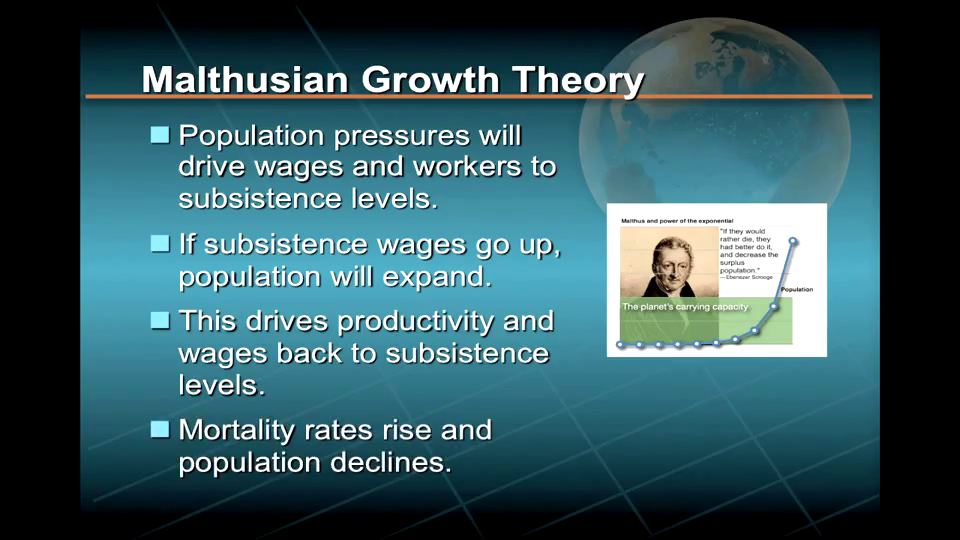 Malthusian Growth Theory
Population pressures will
drive wages and workers to
subsistence levels.
If subsistence wages go up,
population will expand.
This drives productivity and
wages back to subsistence
levels.
Mortality rates rise and
population declines.
Malthus and power of the exponential
"If they would
rather die, they
had better do it,
and decrease the
surplus
population."
—Ebenezer Scrooge
Population
The planet's carrying capacity